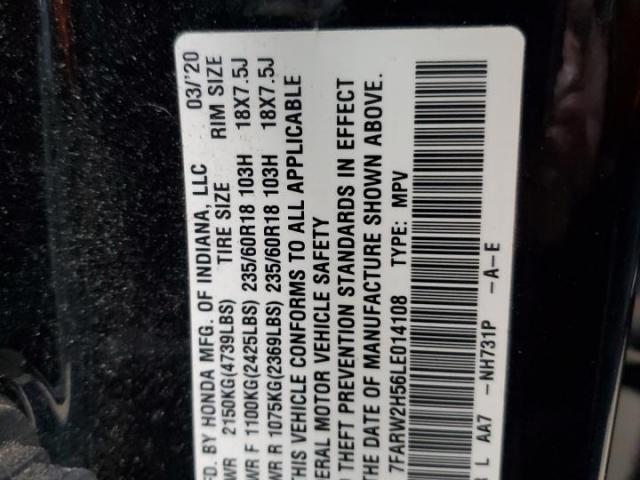 FD. BY HONDA MFG. OF INDIANA, LLC 03/'20
WR 2150KG(4739LBS) TIRE SIZE RIM SIZE
WR F 1100KG(2425LBS) 235/60R18 103H 18X7.5J
WR R 1075KG(2369LBS) 235/60R18 103H 18X7.5J
THIS VEHICLE CONFORMS TO ALL APPLICABLE
ERAL MOTOR VEHICLE SAFETY
THEFT PREVENTION STANDARDS IN EFFECT
THE DATE OF MANUFACTURE SHOWN ABOVE.
7FARW2H56LE014108 TYPE: MPV
L AA7 -NH731P -A-E